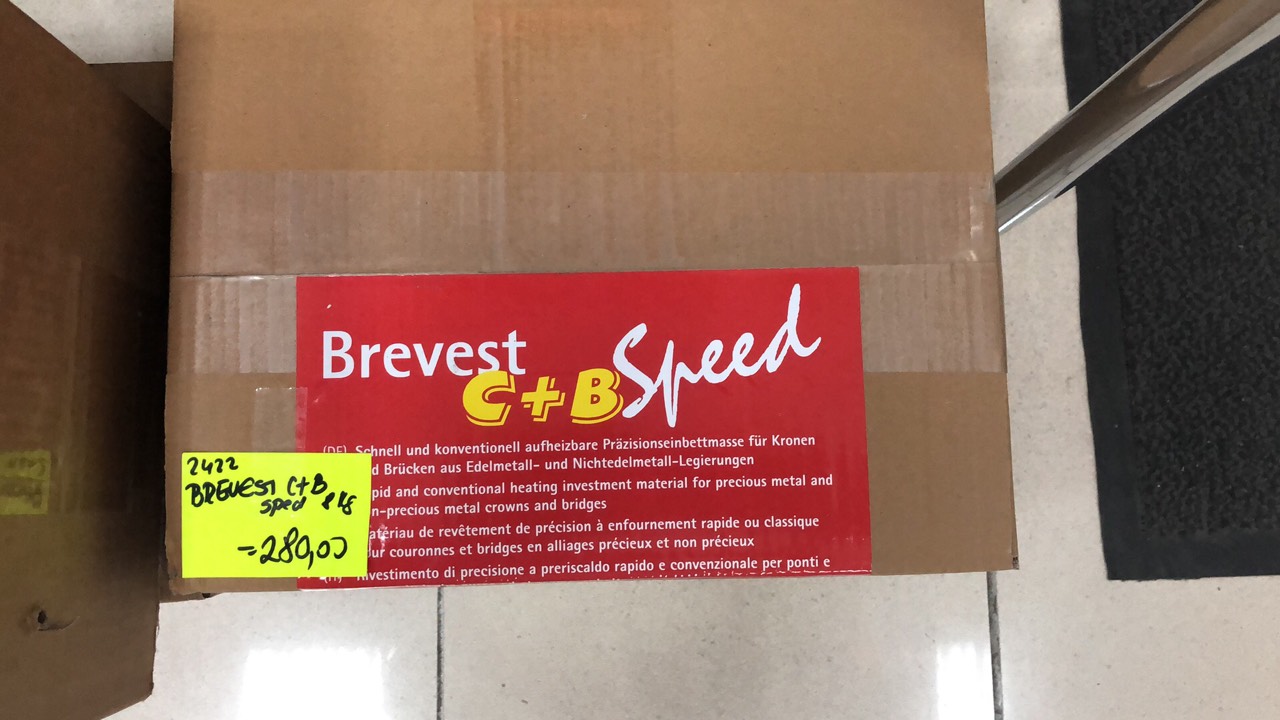 Brevest
C+B Speed
(DE) Schnell und konventionell aufheizbare Präzisionseinbettmasse für Kronen
d Brücken aus Edelmetall- und Nichtedelmetall-Legierungen
pid and conventional heating investment material for precious metal and
n-precious metal crowns and bridges
atériau de revêtement de précision à enfournement rapide ou classique
ur couronnes et bridges en alliages précieux et non précieux
Rivestimento di precisione a preriscaldo rapido e convenzionale per ponti e
2422
BREVEST C+B
sped 8 kg
=280,00